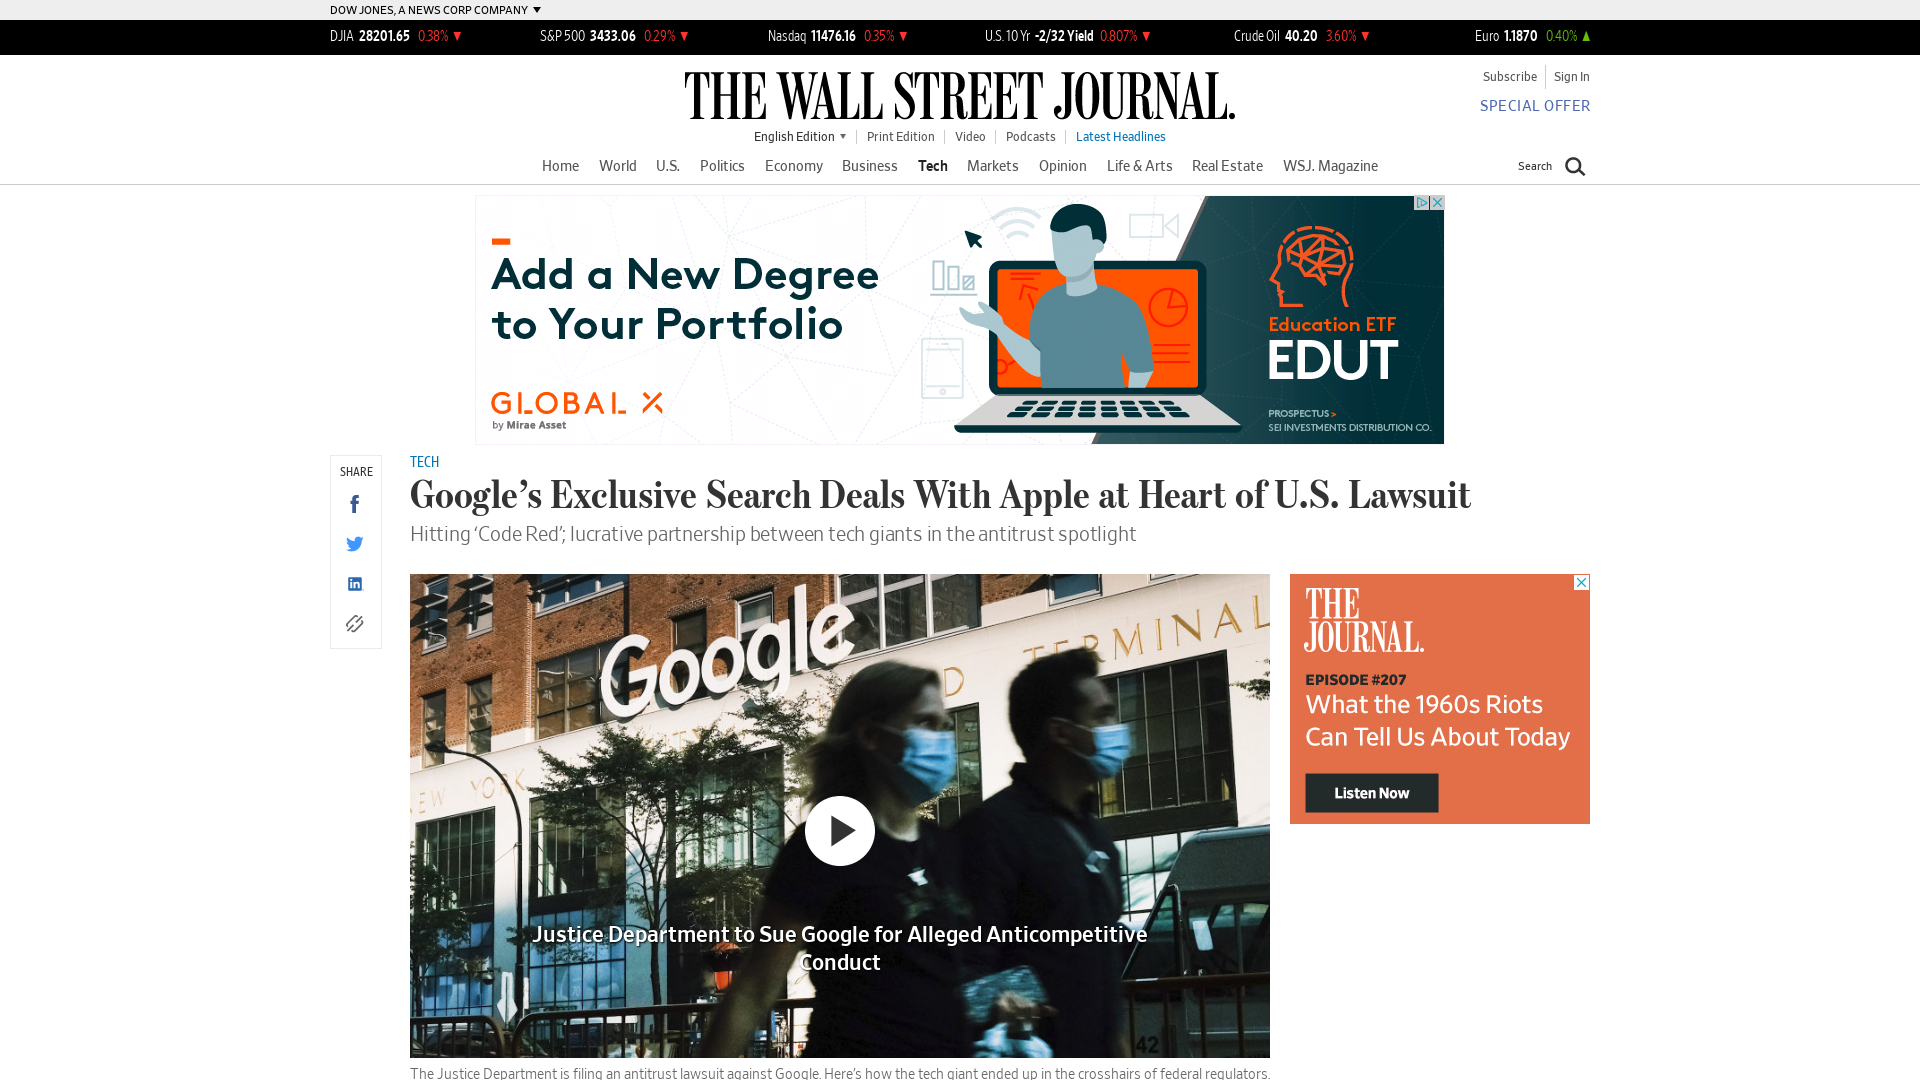 DOW JONES, A NEWS CORP COMPANY
DJIA 28201.65 0.38% S&P 500 3433.06 0.29% Nasdaq 11476.16 0.35% U.S. 10 Yr -2/32 Yield 0.807% Crude Oil 40.20 3.60% Euro 1.1870 0.40%
THE WALL STREET JOURNAL.
Subscribe Sign In
SPECIAL OFFER
English Edition Print Edition Video Podcasts Latest Headlines
Home World U.S. Politics Economy Business Tech Markets Opinion Life & Arts Real Estate WSJ. Magazine
Search
Add a New Degree
to Your Portfolio
GLOBAL X
by Mirae Asset
Education ETF
EDUT
PROSPECTUS >
SEI INVESTMENTS DISTRIBUTION CO.
SHARE
TECH
Google’s Exclusive Search Deals With Apple at Heart of U.S. Lawsuit
Hitting ‘Code Red’; lucrative partnership between tech giants in the antitrust spotlight
Google
TERMINAL
NEW YORK
42
Justice Department to Sue Google for Alleged Anticompetitive
Conduct
The Justice Department is filing an antitrust lawsuit against Google. Here’s how the tech giant ended up in the crosshairs of federal regulators.
THE
JOURNAL.
EPISODE #207
What the 1960s Riots
Can Tell Us About Today
Listen Now